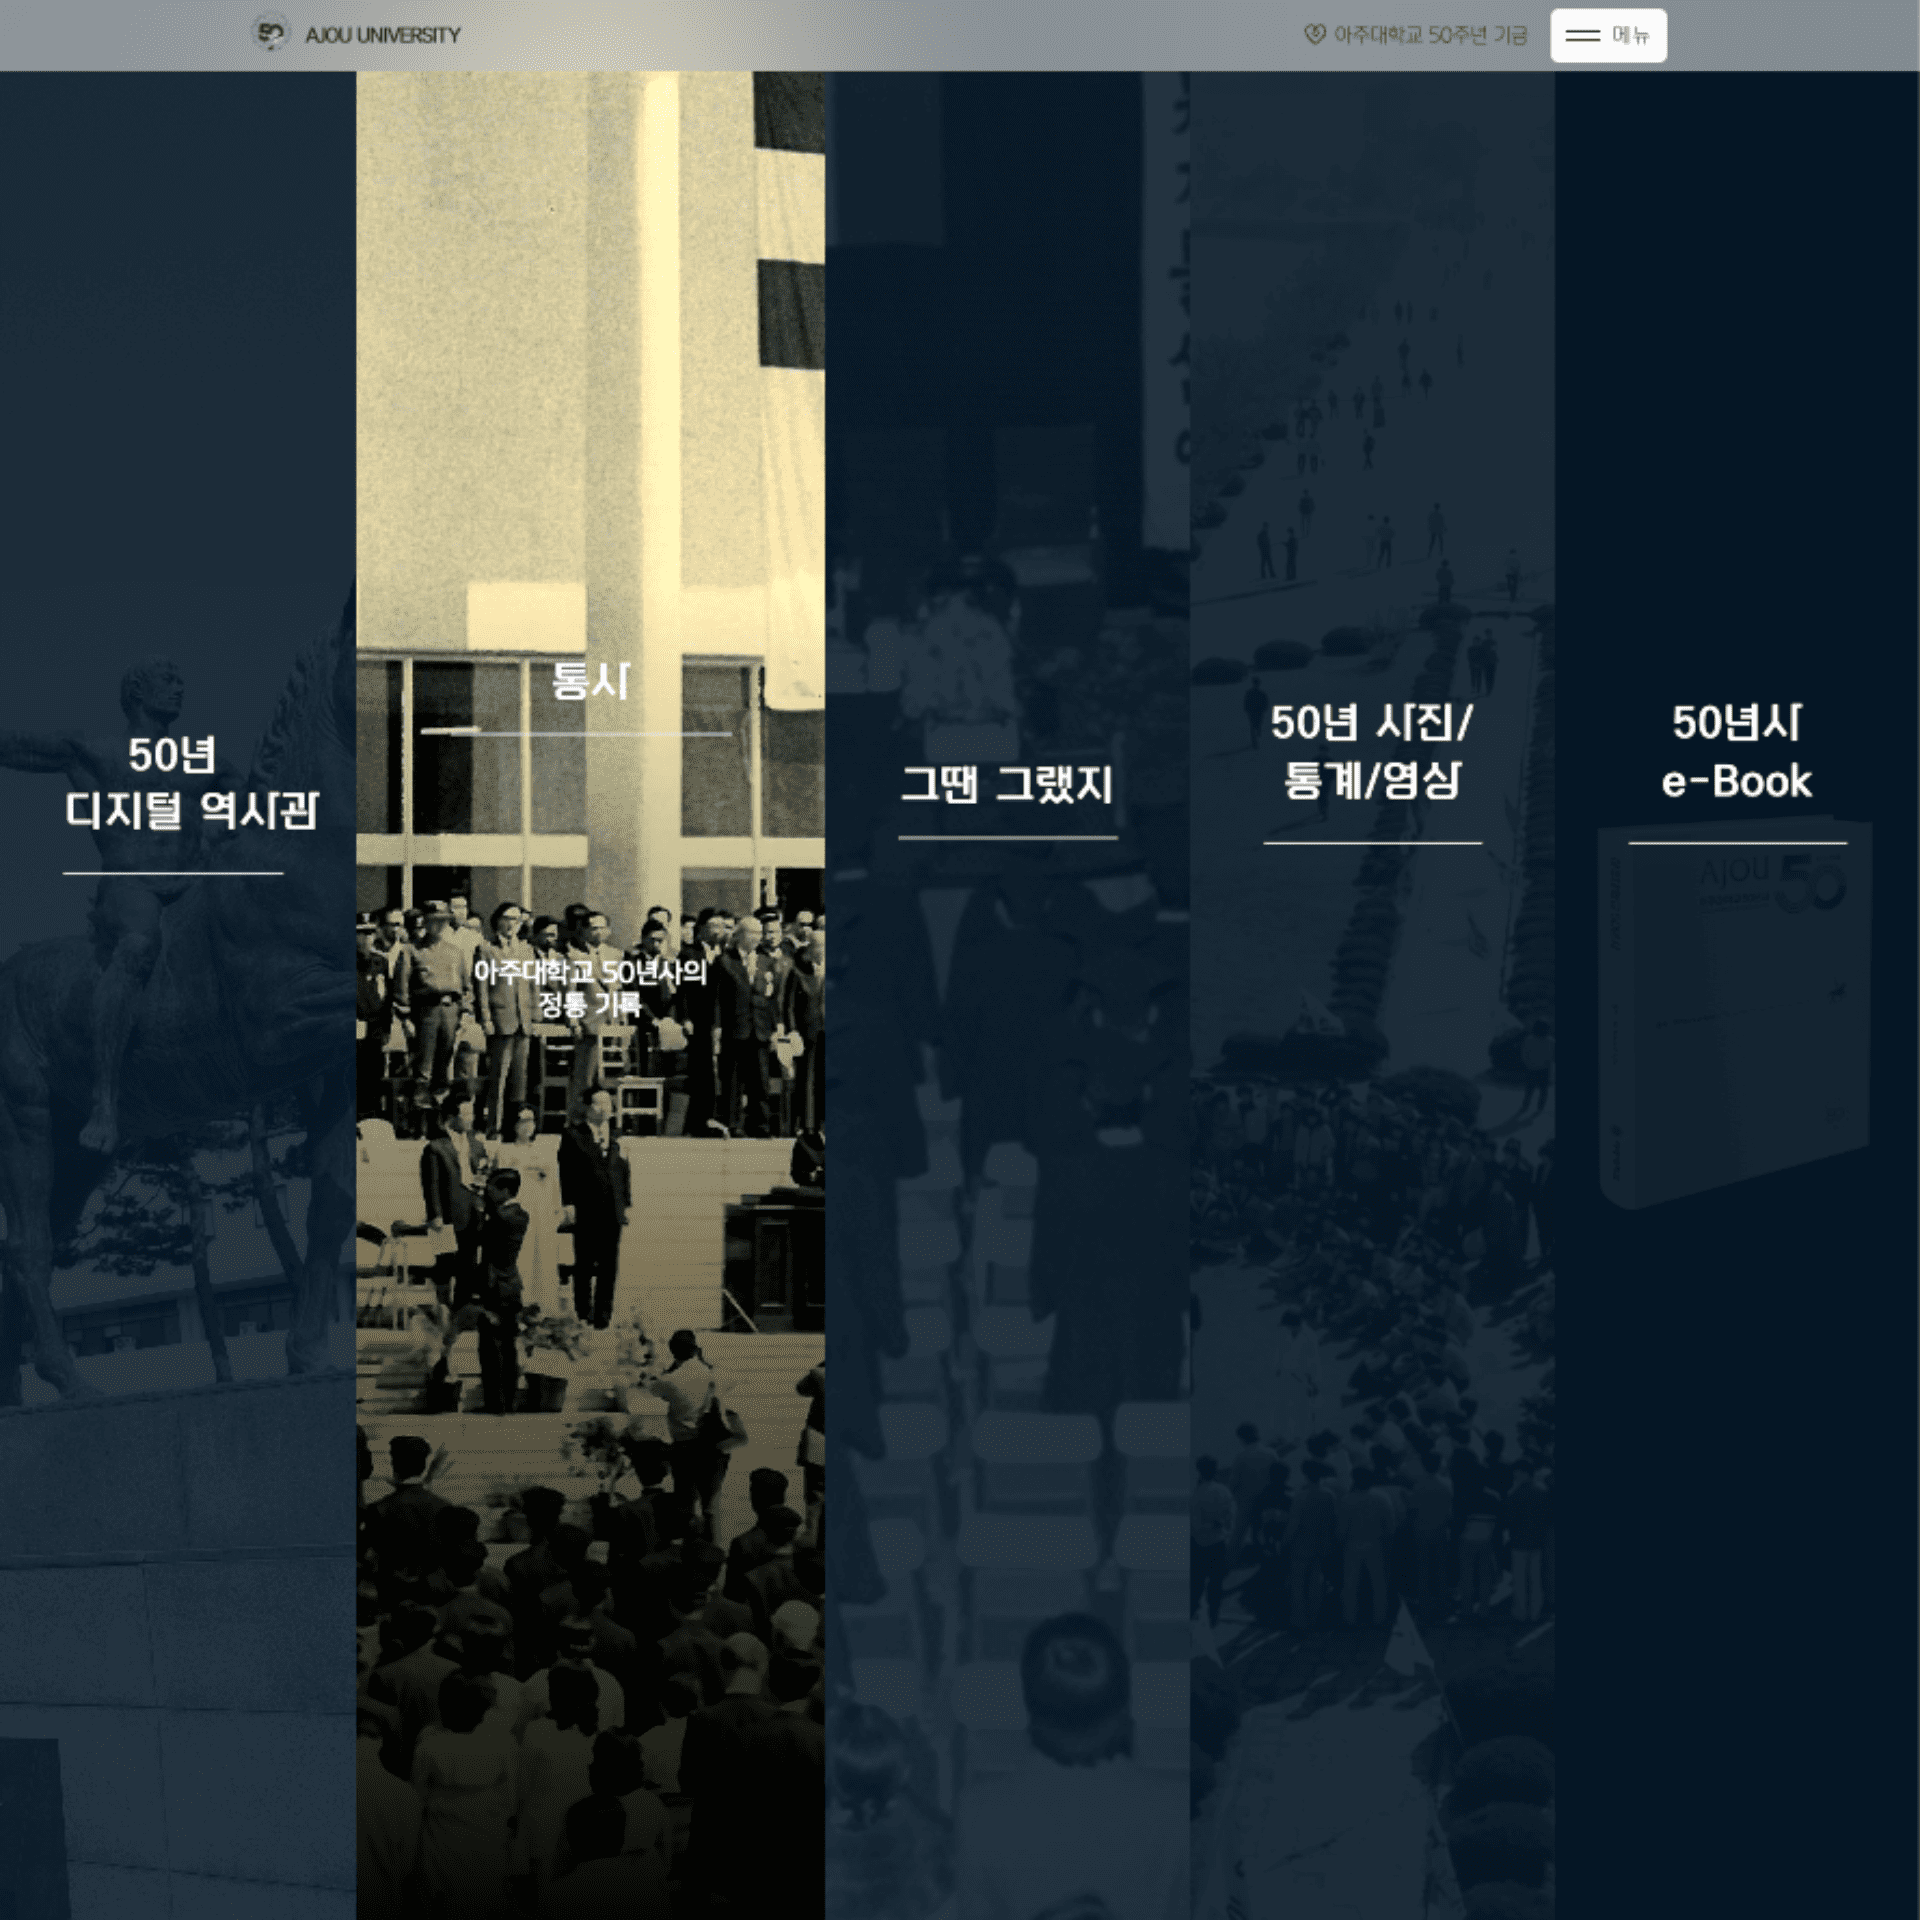 50 AJOU UNIVERSITY
아주대학교 50주년 기금
메뉴
50년
디지털 역사관
통사
아주대학교 50년사의
정통 기록
그땐 그랬지
50년 사진/
통계/영상
50년사
e-Book
AJOU 50